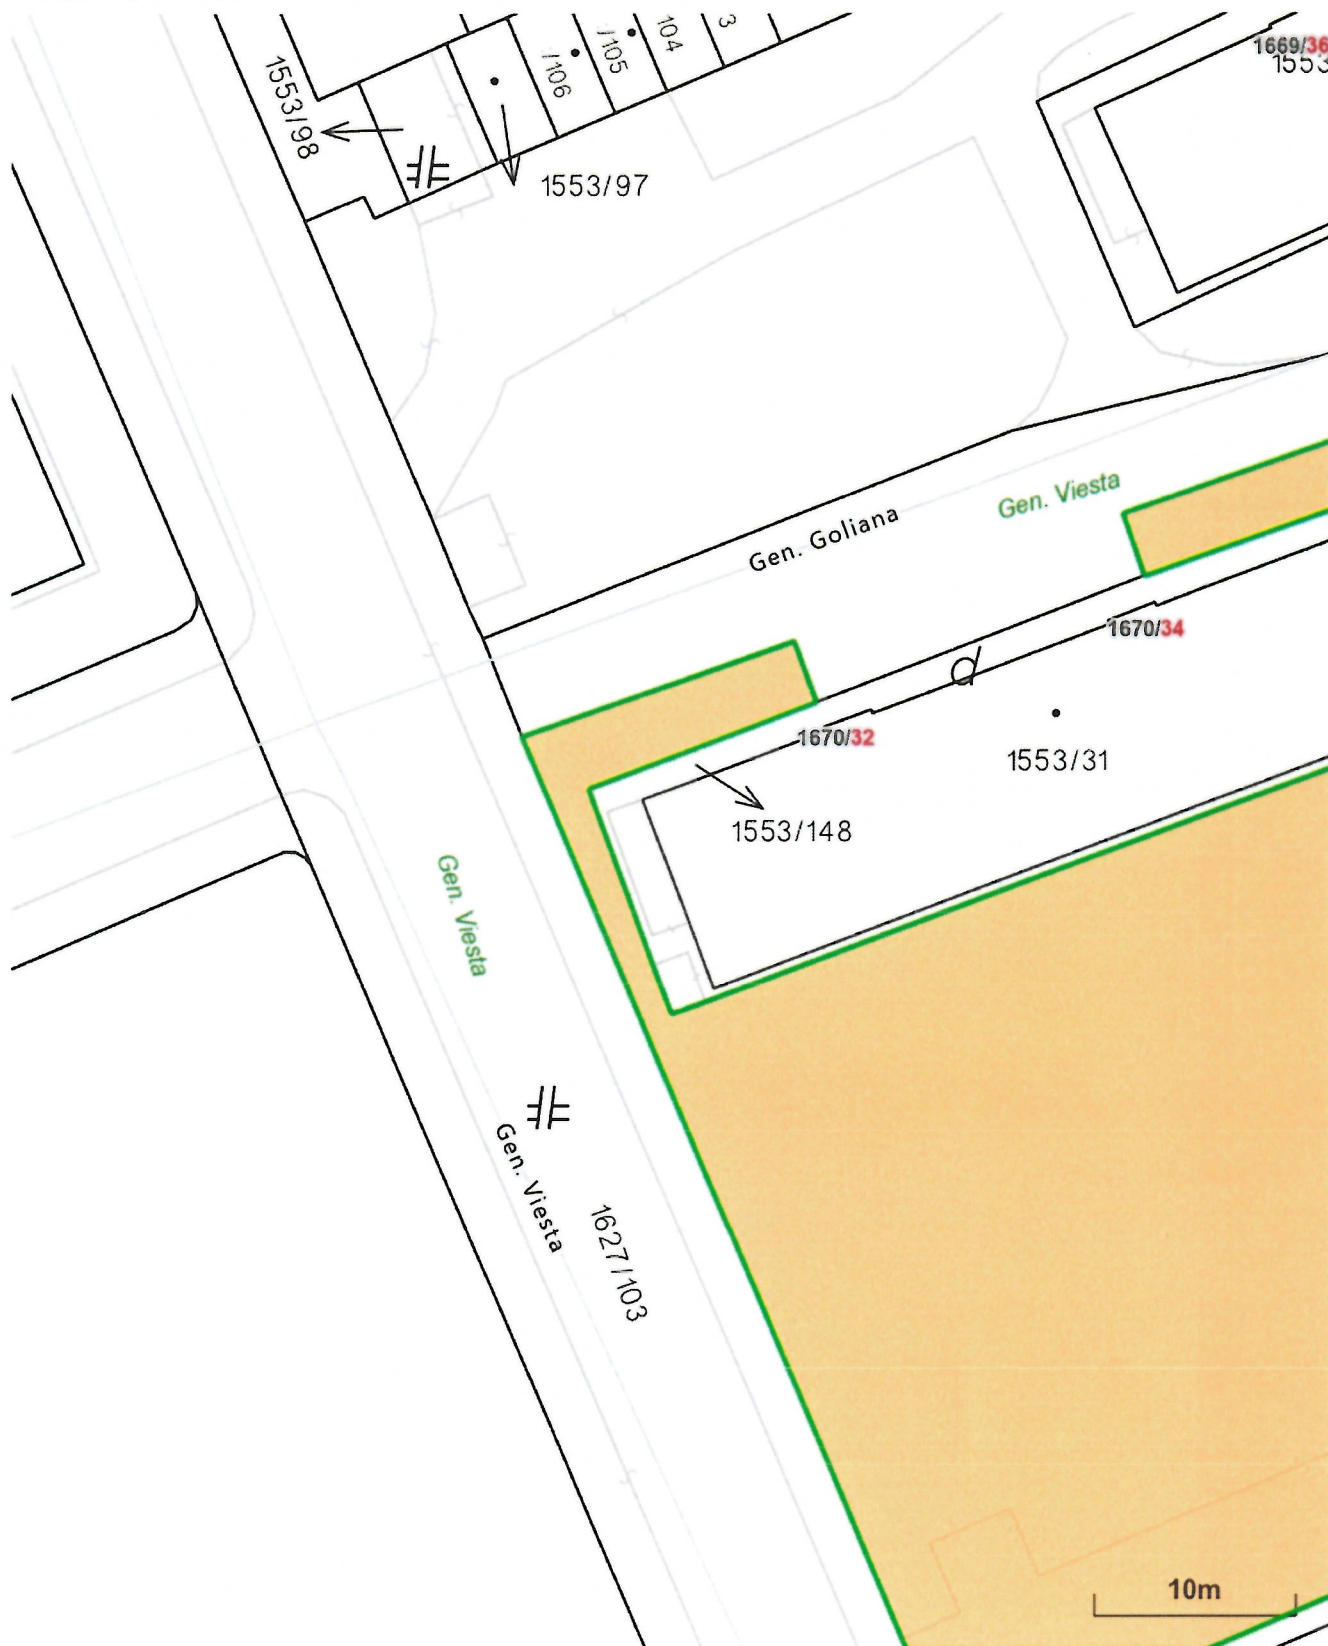 3
104
/105
/106
1669/36
1553
1553/98
1553/97
Gen. Viesta
Gen. Goliana
1670/34
1670/32
1553/31
1553/148
Gen. Viesta
Gen. Viesta
1627/103
10m